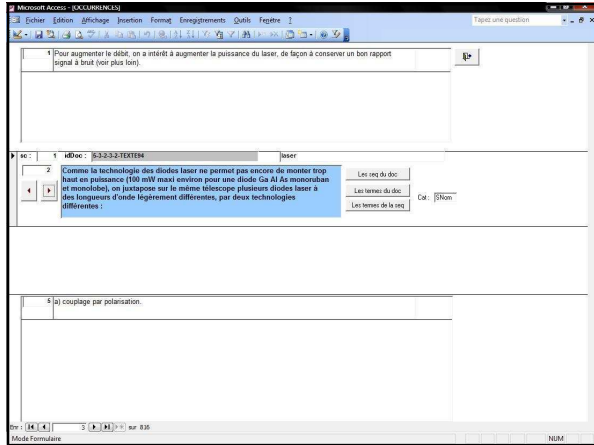 Microsoft Access - [OCCURRENCES]
Fichier Edition Affichage Insertion Format Enregistrements Outils Fenêtre ?
Tapez une question
1 Pour augmenter le débit, on a intérêt à augmenter la puissance du laser, de façon à conserver un bon rapport
signal à bruit (voir plus loin).
oc : 1 idDoc : 5-3-2-3-2-TEXTE94 laser
2 Comme la technologie des diodes laser ne permet pas encore de monter trop
haut en puissance (100 mW maxi environ pour une diode Ga Al As monoruban
et monolobe), on juxtapose sur le même télescope plusieurs diodes laser à
des longueurs d'onde légèrement différentes, par deux technologies
différentes :
Les seq du doc
Les termes du doc
Les termes de la seq
Cat : SNom
5 a) couplage par polarisation.
Enr : 3 sur 816
Mode Formulaire NUM